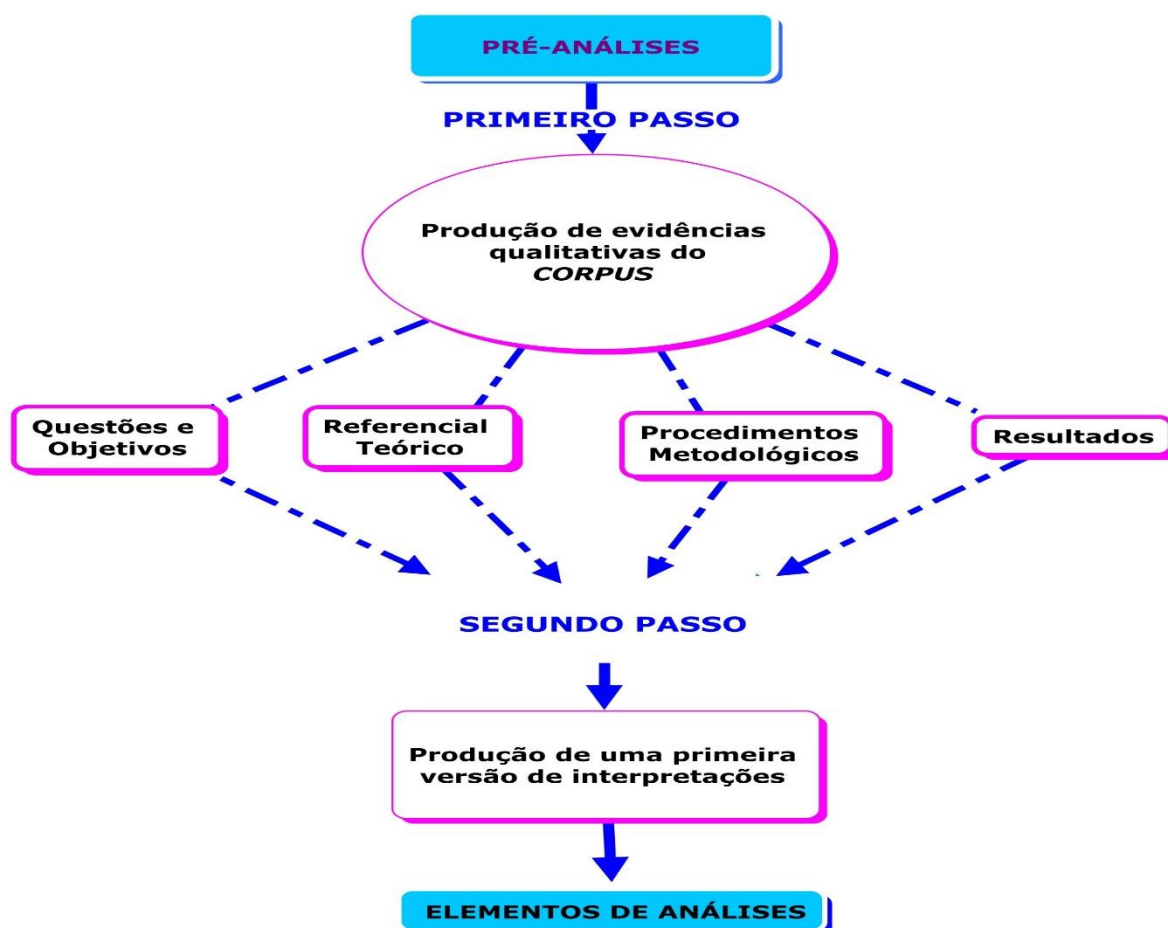 PRÉ-ANÁLISES
PRIMEIRO PASSO
Produção de evidências
qualitativas do
CORPUS
Questões e
Objetivos
Referencial
Teórico
Procedimentos
Metodológicos
Resultados
SEGUNDO PASSO
Produção de uma primeira
versão de interpretações
ELEMENTOS DE ANÁLISES